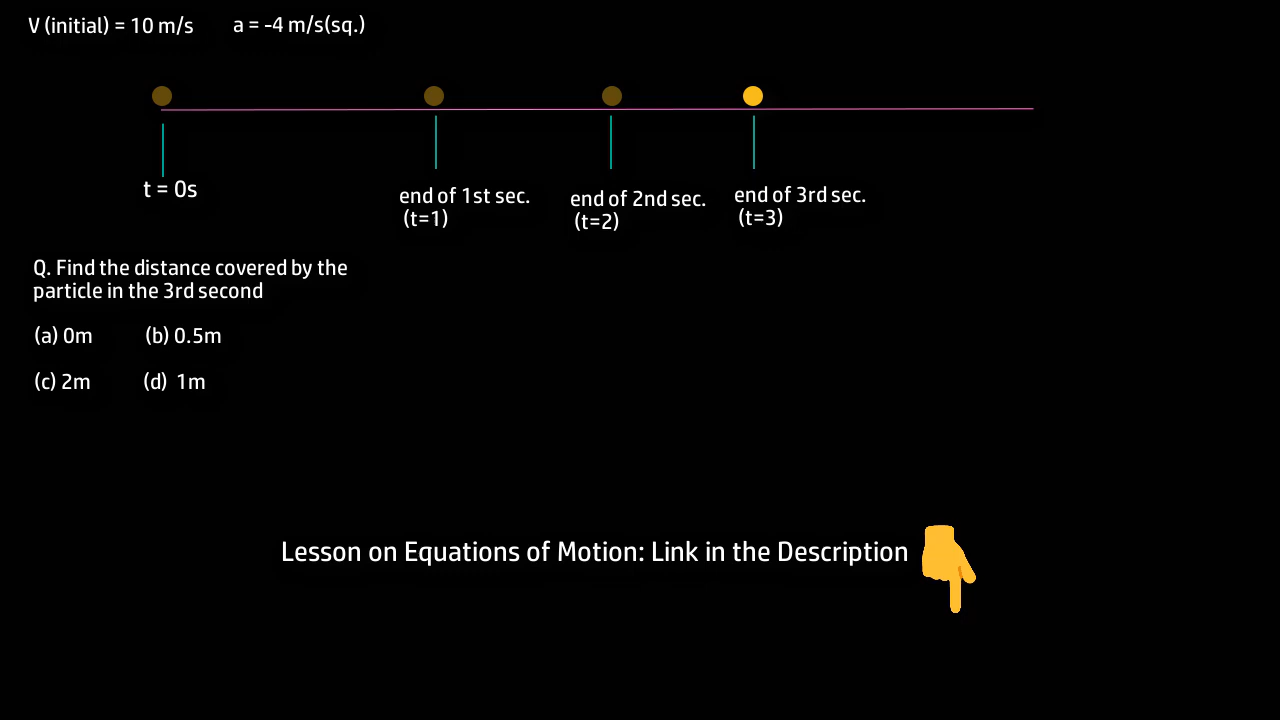 V (initial) = 10 m/s a = -4 m/s(sq.)
t = 0s
end of 1st sec.
(t=1)
end of 2nd sec.
(t=2)
end of 3rd sec.
(t=3)
Q. Find the distance covered by the
particle in the 3rd second
(a) 0m (b) 0.5m
(c) 2m (d) 1m
Lesson on Equations of Motion: Link in the Description